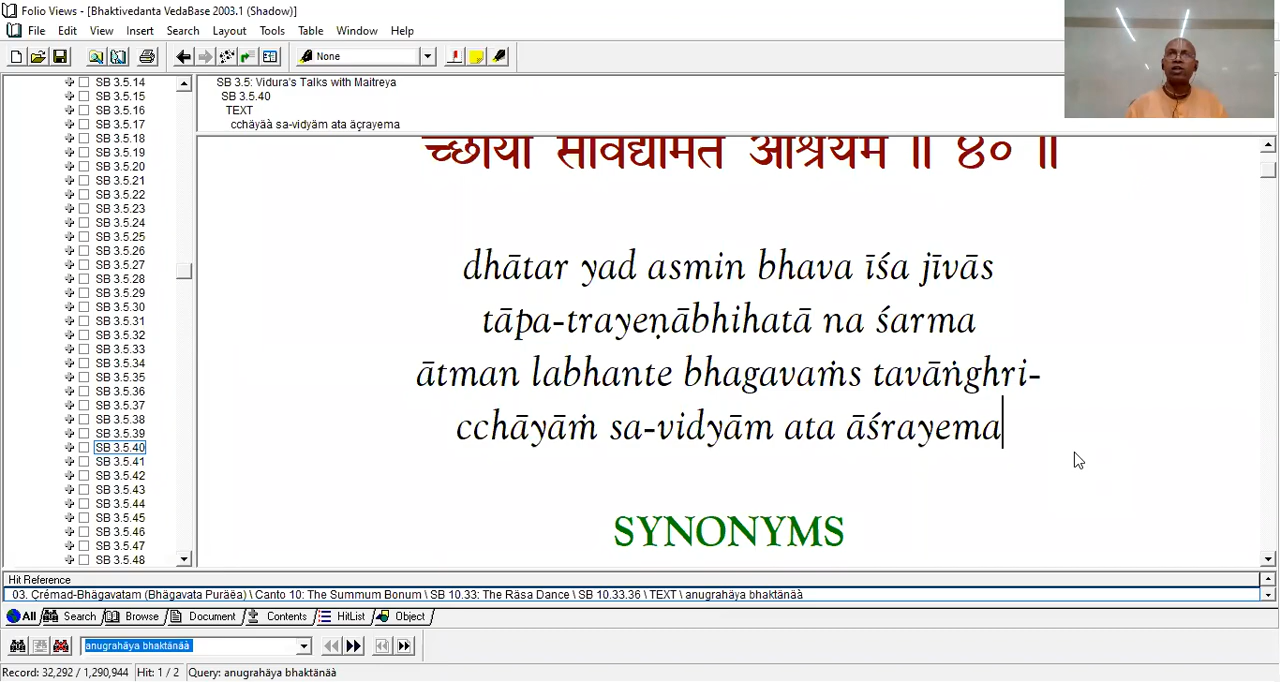 Folio Views - [Bhaktivedanta VedaBase 2003.1 (Shadow)]
File Edit View Insert Search Layout Tools Table Window Help
None
SB 3.5.14
SB 3.5.15
SB 3.5.16
SB 3.5.17
SB 3.5.18
SB 3.5.19
SB 3.5.20
SB 3.5.21
SB 3.5.22
SB 3.5.23
SB 3.5.24
SB 3.5.25
SB 3.5.26
SB 3.5.27
SB 3.5.28
SB 3.5.29
SB 3.5.30
SB 3.5.31
SB 3.5.32
SB 3.5.33
SB 3.5.34
SB 3.5.35
SB 3.5.36
SB 3.5.37
SB 3.5.38
SB 3.5.39
SB 3.5.40
SB 3.5.41
SB 3.5.42
SB 3.5.43
SB 3.5.44
SB 3.5.45
SB 3.5.46
SB 3.5.47
SB 3.5.48
SB 3.5: Vidura's Talks with Maitreya
SB 3.5.40
TEXT
cchäyäà sa-vidyäm ata äçrayema
च्छायां सविद्यामत आश्रयेम ॥ ४० ॥
dhātar yad asmin bhava īśa jīvās
tāpa-trayeṇābhihatā na śarma
ātman labhante bhagavaṁs tavāṅghri-
cchāyāṁ sa-vidyām ata āśrayema
SYNONYMS
Hit Reference
03. Çrémad-Bhägavatam (Bhägavata Puräëa) \ Canto 10: The Summum Bonum \ SB 10.33: The Räsa Dance \ SB 10.33.36 \ TEXT \ anugrahäya bhaktänäà
All Search Browse Document Contents HitList Object
anugrahäya bhaktänäà
Record: 32,292 / 1,290,944 Hit: 1 / 2 Query: anugrahäya bhaktänäà